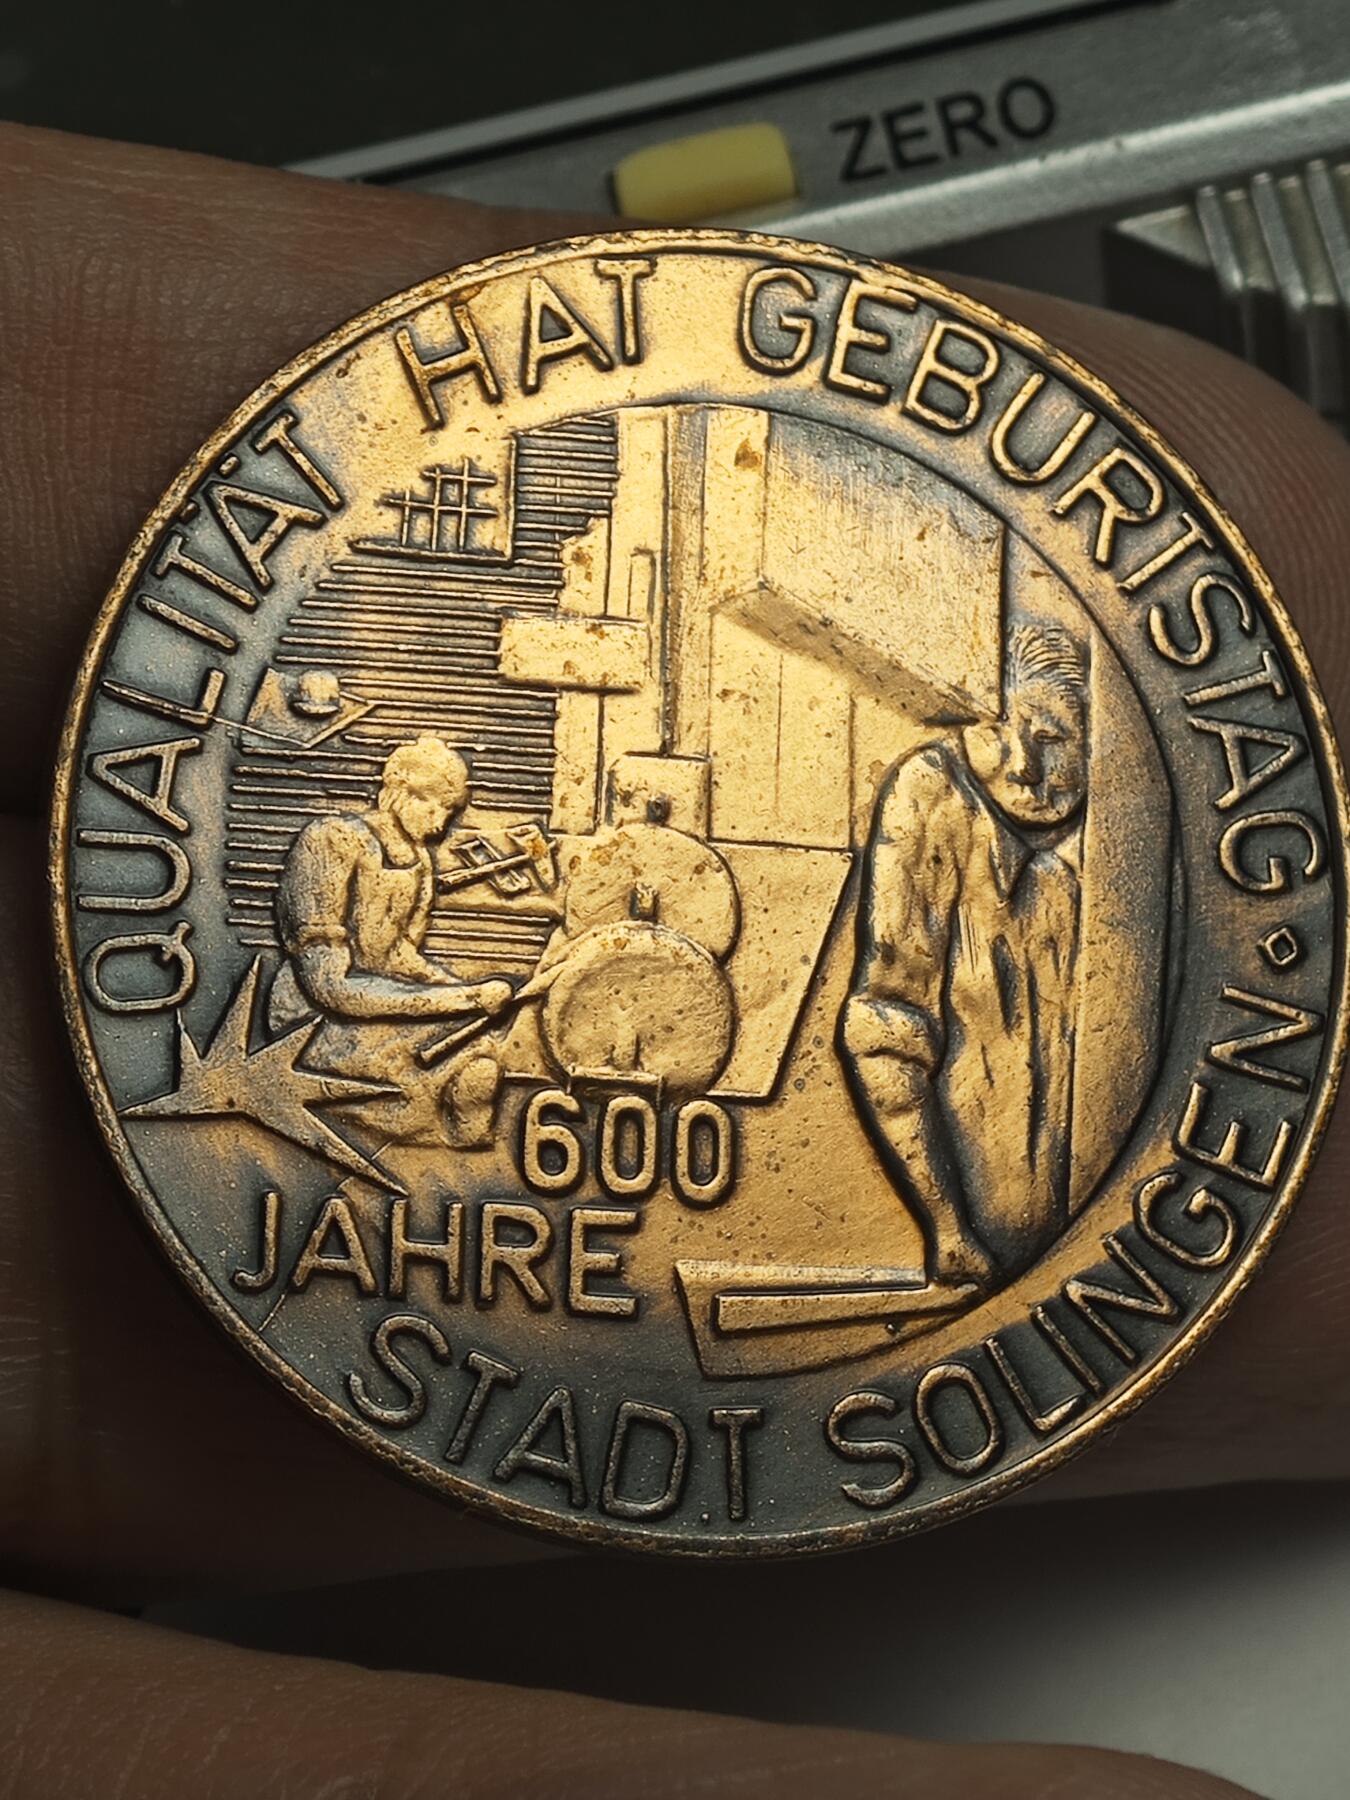 ZERO
QUALITÄT HAT GEBURTSTAG
600
JAHRE
STADT SOLINGEN